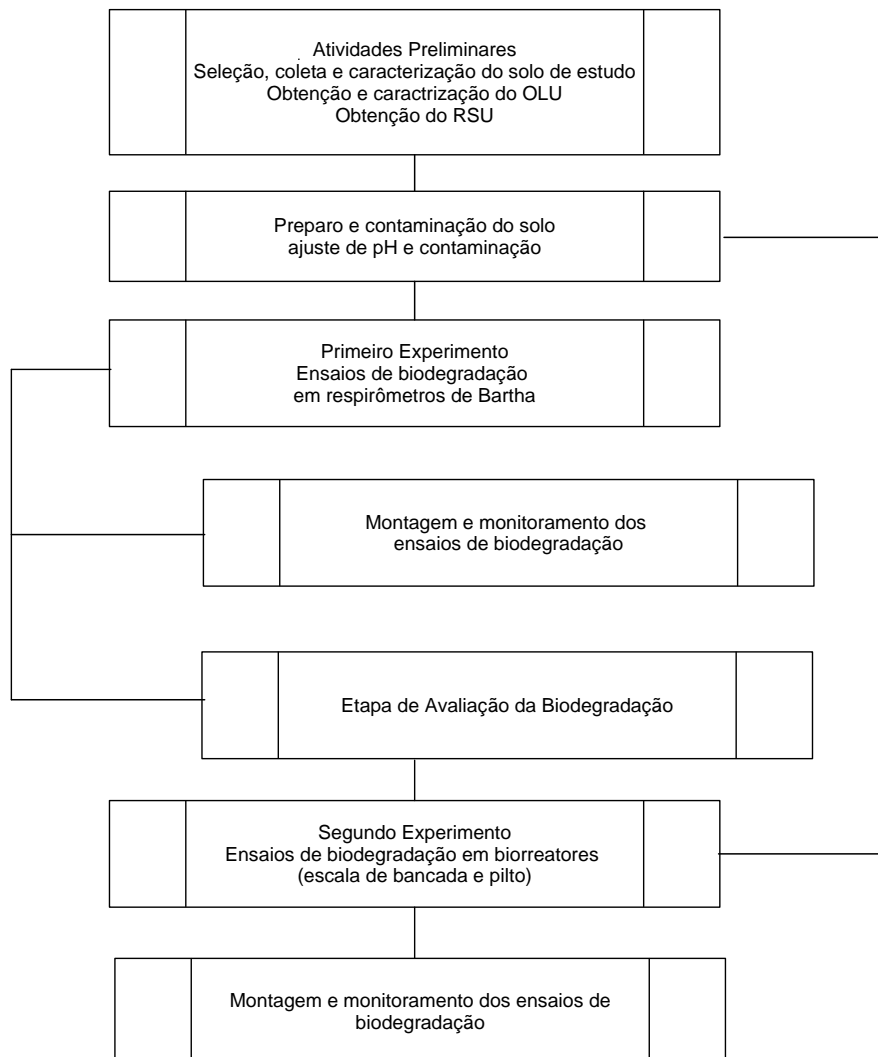 Atividades Preliminares
Seleção, coleta e caracterização do solo de estudo
Obtenção e caractrização do OLU
Obtenção do RSU
Preparo e contaminação do solo
ajuste de pH e contaminação
Primeiro Experimento
Ensaios de biodegradação
em respirômetros de Bartha
Montagem e monitoramento dos
ensaios de biodegradação
Etapa de Avaliação da Biodegradação
Segundo Experimento
Ensaios de biodegradação em biorreatores
(escala de bancada e pilto)
Montagem e monitoramento dos ensaios de
biodegradação